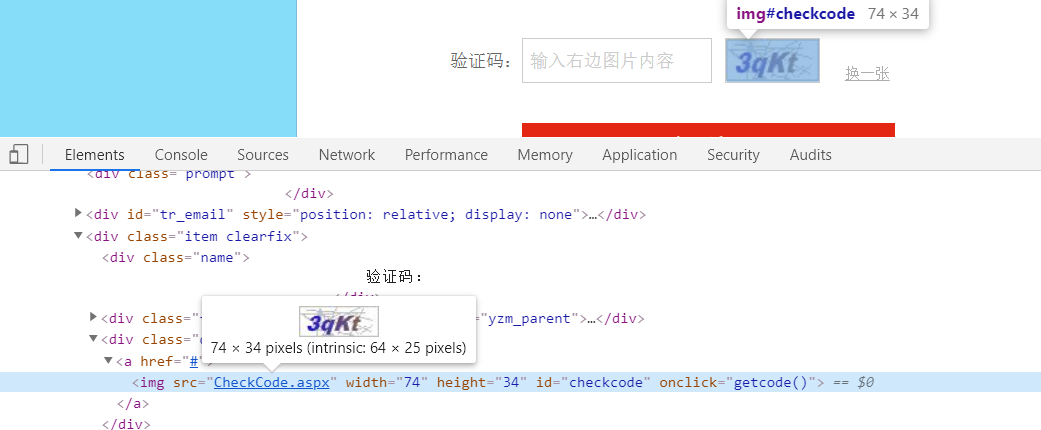 img#checkcode 74 × 34
验证码： 输入右边图片内容 3qKt 换一张
Elements Console Sources Network Performance Memory Application Security Audits
<div class="prompt">
</div>
<div id="tr_email" style="position: relative; display: none">…</div>
<div class="item clearfix">
<div class="name">
验证码：
</div>
<div class=" ="yzm_parent">…</div>
3qKt
74 × 34 pixels (intrinsic: 64 × 25 pixels)
<div class="
<a href="#">
<img src="CheckCode.aspx" width="74" height="34" id="checkcode" onclick="getcode()"> == $0
</a>
</div>